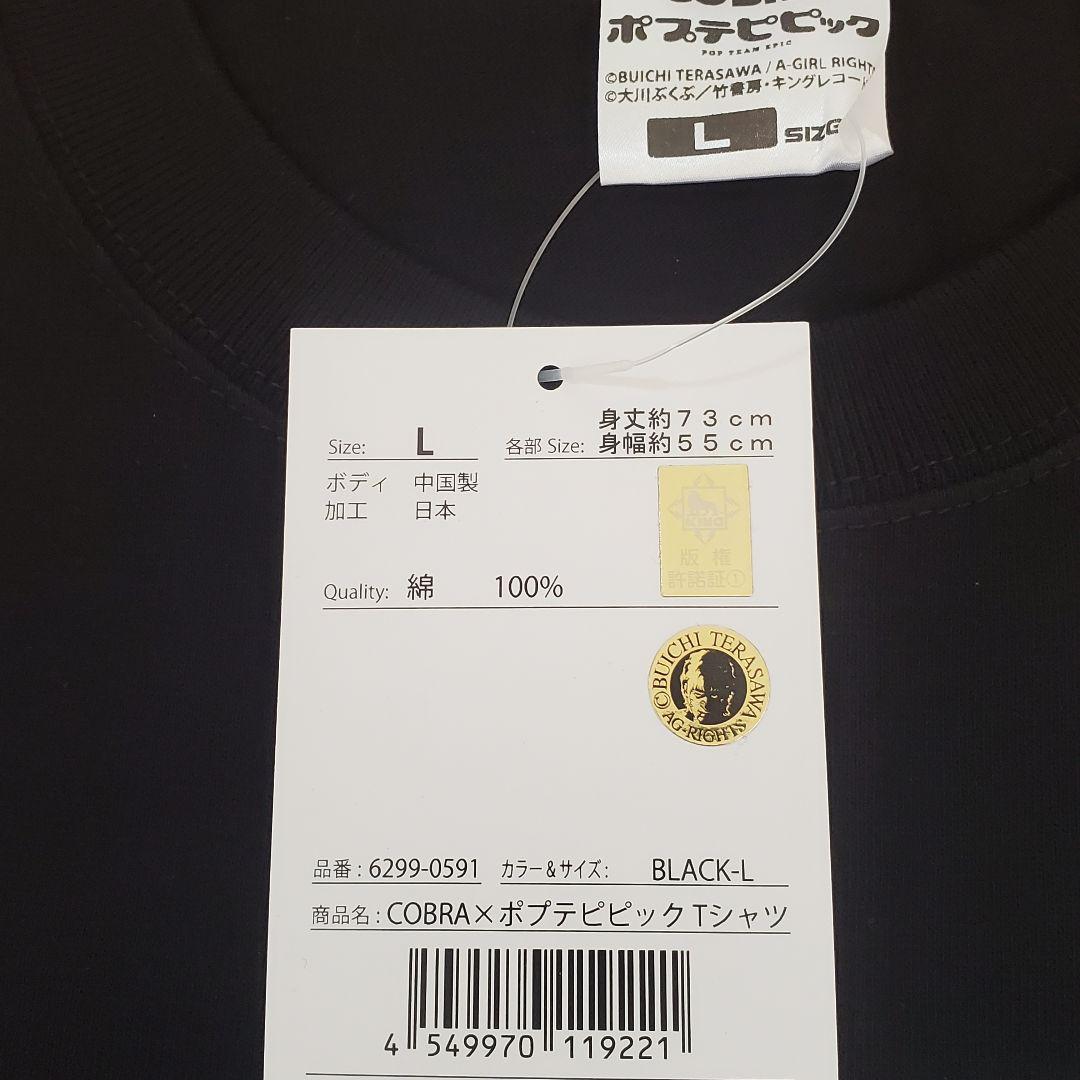 ポプテピピック
POP TEAM EPIC
©BUICHI TERASAWA / A-GIRL RIGHT
©大川ぶくぶ／竹書房・キングレコー
L SIZE
Size: L
各部 Size: 身丈約73cm
身幅約55cm
ボディ 中国製
加工 日本
KING
版権
許諾証①
Quality: 綿 100%
©BUICHI TERASAWA
AG-RIGHTS
品番 : 6299-0591 カラー&サイズ: BLACK-L
商品名 : COBRA×ポプテピピック Tシャツ
4 549970 119221